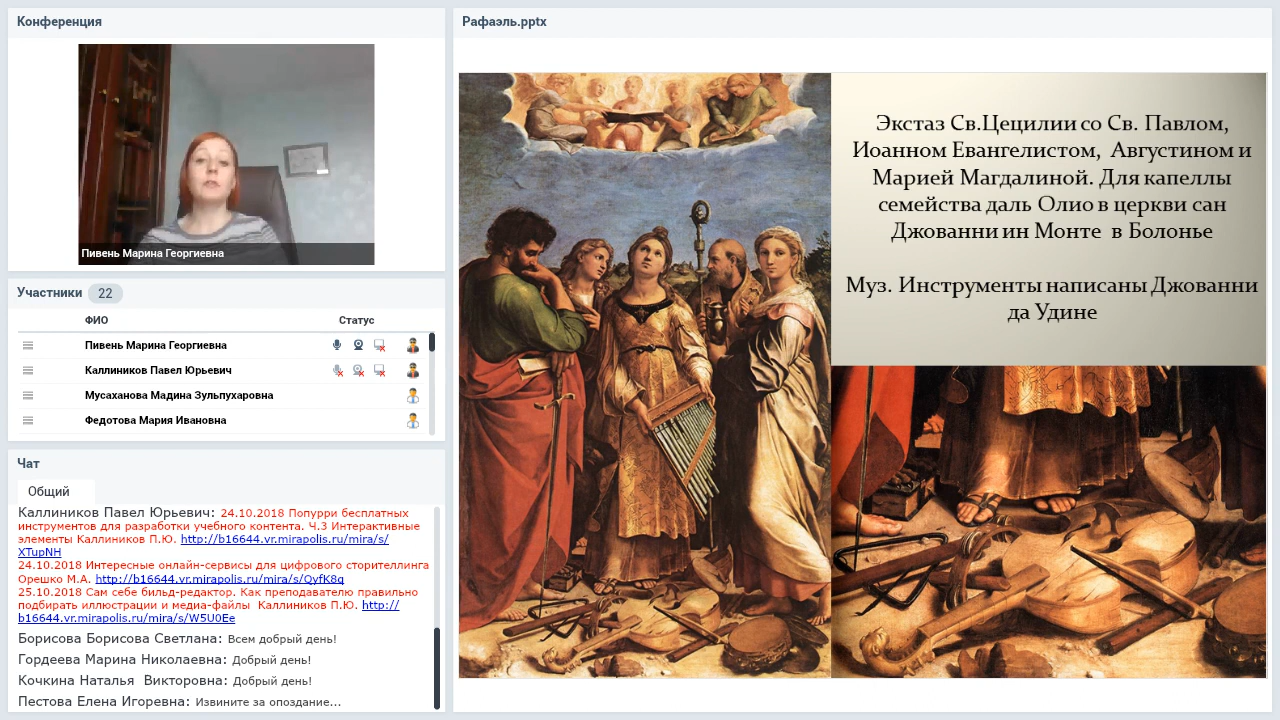 Конференция
Пивень Марина Георгиевна
Участники 22
ФИО Статус
Пивень Марина Георгиевна
Каллиников Павел Юрьевич
Мусаханова Мадина Зульпухаровна
Федотова Мария Ивановна
Чат
Общий
Каллиников Павел Юрьевич: 24.10.2018 Попурри бесплатных
инструментов для разработки учебного контента. Ч.3 Интерактивные
элементы Каллиников П.Ю. http://b16644.vr.mirapolis.ru/mira/s/
XTupNH
24.10.2018 Интересные онлайн-сервисы для цифрового сторителлинга
Орешко М.А. http://b16644.vr.mirapolis.ru/mira/s/QyfK8q
25.10.2018 Сам себе бильд-редактор. Как преподавателю правильно
подбирать иллюстрации и медиа-файлы Каллиников П.Ю. http://
b16644.vr.mirapolis.ru/mira/s/W5U0Ee
Борисова Борисова Светлана: Всем добрый день!
Гордеева Марина Николаевна: Добрый день!
Кочкина Наталья Викторовна: Добрый день!
Пестова Елена Игоревна: Извините за опоздание...
Рафаэль.pptx
Экстаз Св.Цецилии со Св. Павлом,
Иоанном Евангелистом, Августином и
Марией Магдалиной. Для капеллы
семейства даль Олио в церкви сан
Джованни ин Монте в Болонье
Муз. Инструменты написаны Джованни
да Удине